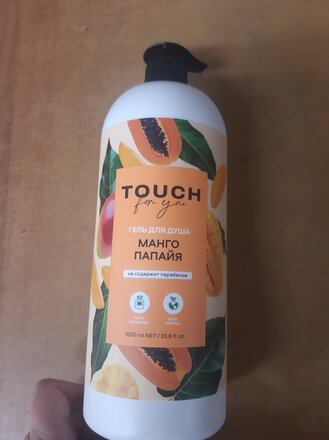 TOUCH
for you
ГЕЛЬ ДЛЯ ДУША
МАНГО
ПАПАЙЯ
не содержит парабенов
1000 ml NET / 33,8 fl. oz.